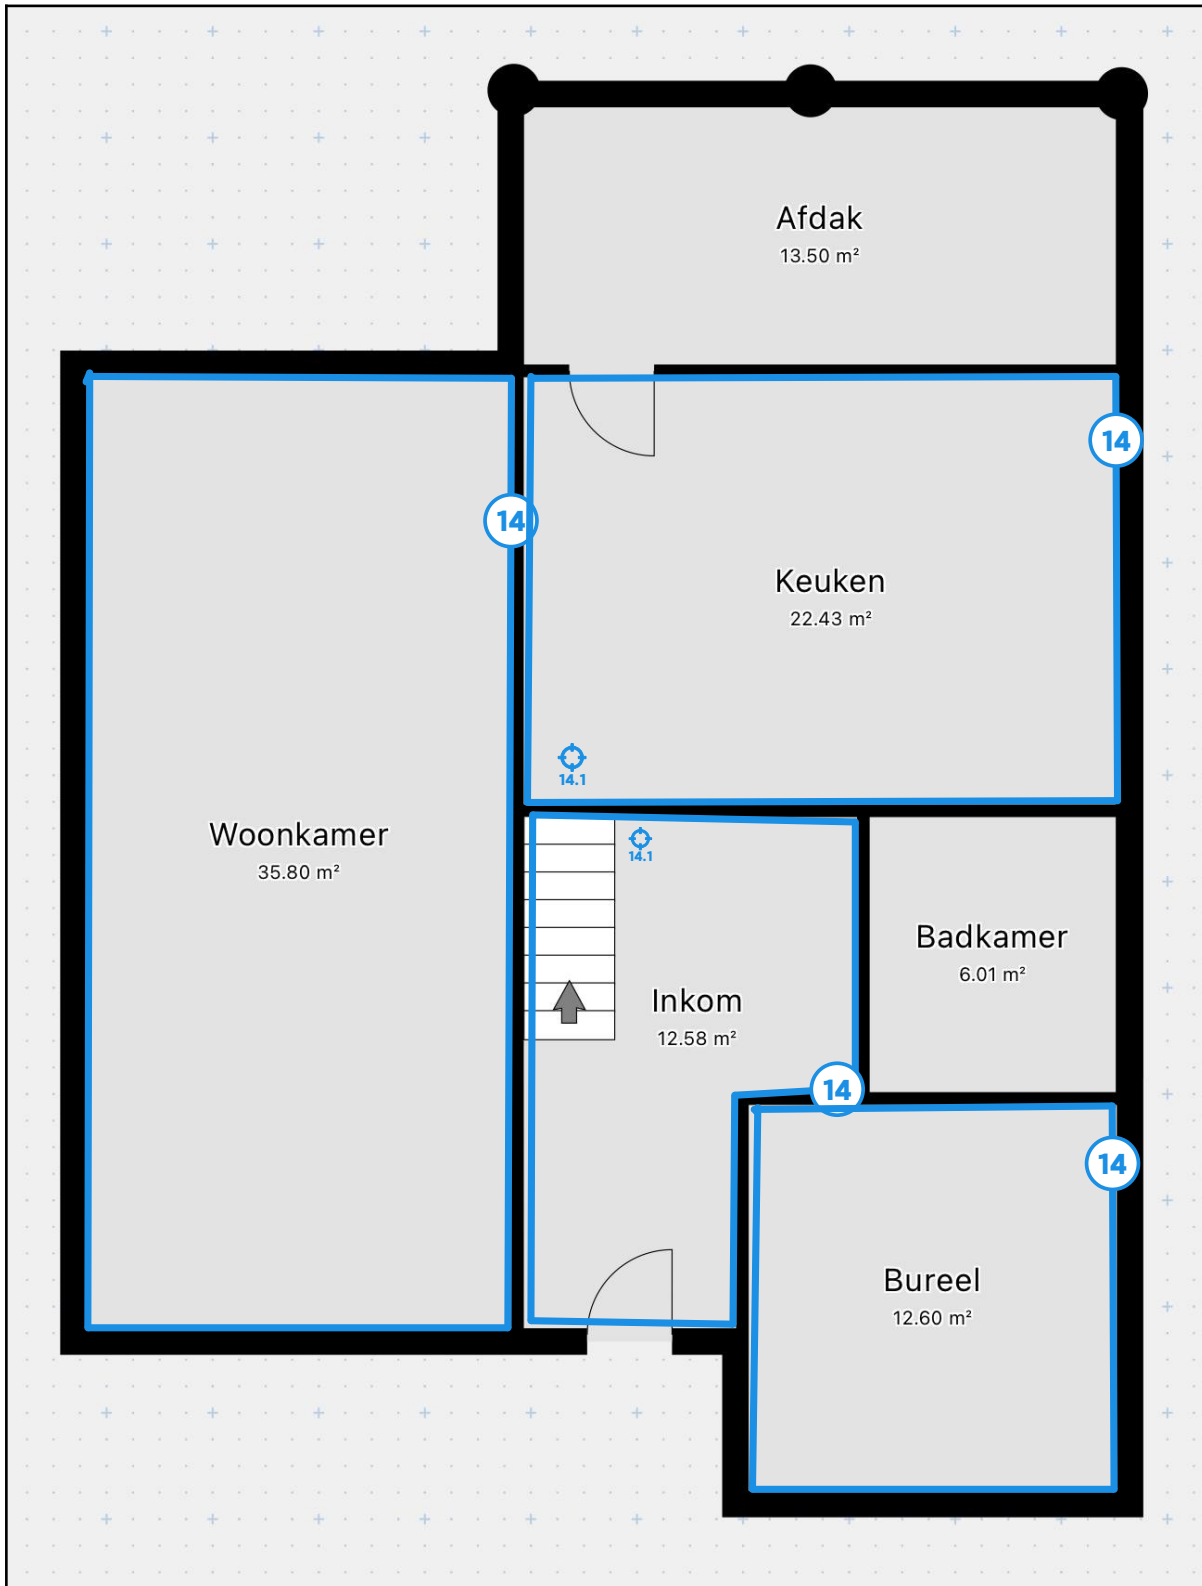 Afdak
13.50 m²
14
14
Keuken
22.43 m²
14.1
Woonkamer
35.80 m²
14.1
Badkamer
6.01 m²
Inkom
12.58 m²
14
14
Bureel
12.60 m²